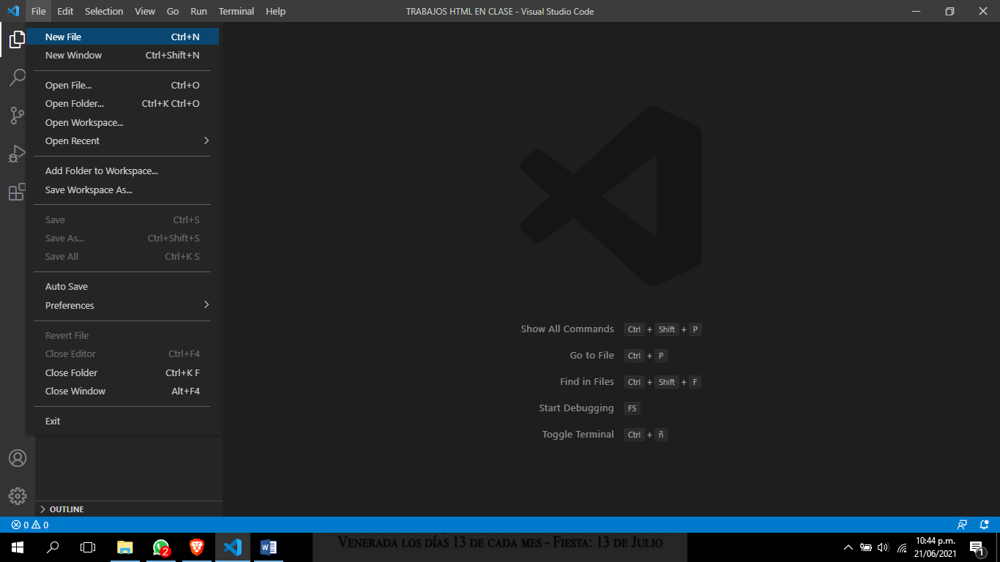 File Edit Selection View Go Run Terminal Help TRABAJOS HTML EN CLASE - Visual Studio Code
New File Ctrl+N
New Window Ctrl+Shift+N
Open File... Ctrl+O
Open Folder... Ctrl+K Ctrl+O
Open Workspace...
Open Recent
Add Folder to Workspace...
Save Workspace As...
Save Ctrl+S
Save As... Ctrl+Shift+S
Save All Ctrl+K S
Auto Save
Preferences
Revert File
Close Editor Ctrl+F4
Close Folder Ctrl+K F
Close Window Alt+F4
Exit
Show All Commands Ctrl + Shift + P
Go to File Ctrl + P
Find in Files Ctrl + Shift + F
Start Debugging F5
Toggle Terminal Ctrl + ñ
OUTLINE
0 0
2
VENERADA LOS DÍAS 13 DE CADA MES - FIESTA: 13 DE JULIO
10:44 p.m.
21/06/2021
1